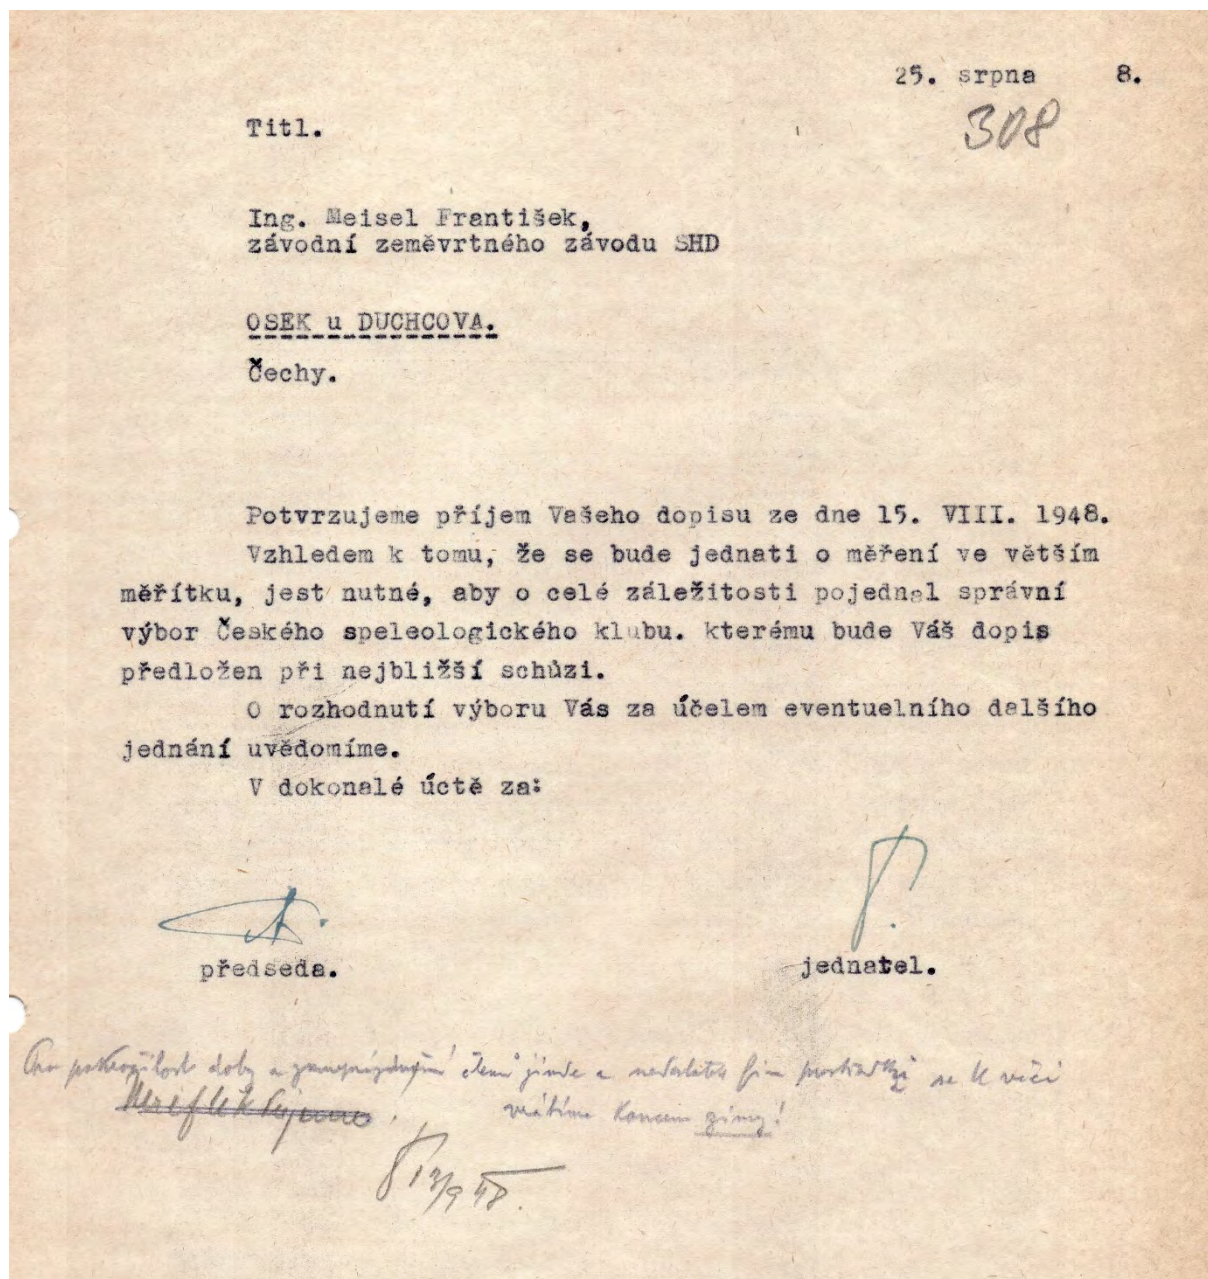 25. srpna 8.
308
Titl.
Ing. Meisel František,
závodní zeměvrtného závodu SHD
OSEK u DUCHCOVA.
Čechy.
Potvrzujeme příjem Vašeho dopisu ze dne 15. VIII. 1948.
Vzhledem k tomu, že se bude jednati o měření ve větším
měřítku, jest nutné, aby o celé záležitosti pojednal správní
výbor Českého speleologického klubu. kterému bude Váš dopis
předložen při nejbližší schůzi.
O rozhodnutí výboru Vás za účelem eventuelního dalšího
jednání uvědomíme.
V dokonalé úctě za:
předseda.
jednatel.
Pro pokročilost doby a zaneprázdnění členů jinde a nedostatek fin prostředků se k věci
vrátíme koncem zimy!
13/9 48.